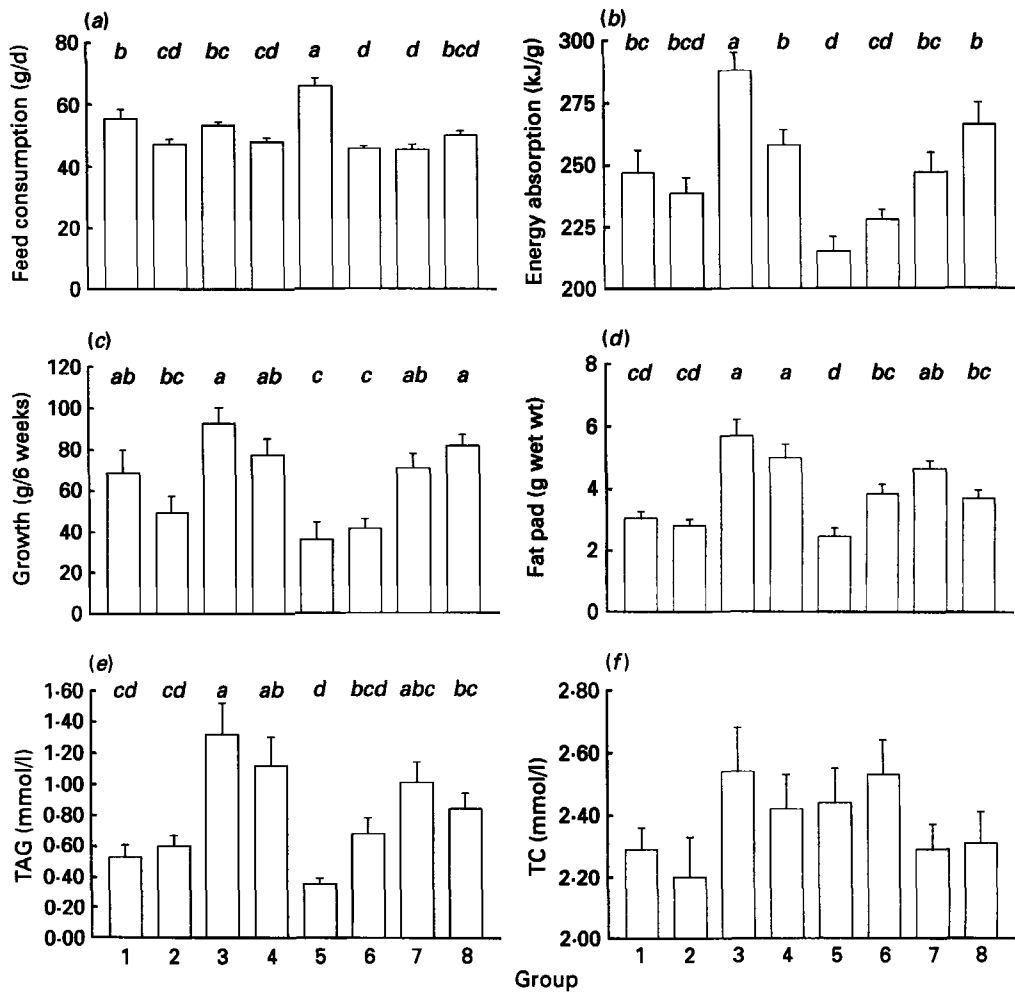 (a)
Feed consumption (g/d)
80
60
40
20
0
b cd bc cd a d d bcd
(b)
Energy absorption (kJ/g)
300
275
250
225
200
bc bcd a b d cd bc b
(c)
Growth (g/6 weeks)
120
100
80
60
40
20
0
ab bc a ab c c ab a
(d)
Fat pad (g wet wt)
8
6
4
2
0
cd cd a a d bc ab bc
(e)
TAG (mmol/l)
1·60
1·40
1·20
1·00
0·80
0·60
0·40
0·20
0·00
cd cd a ab d bcd abc bc
1 2 3 4 5 6 7 8
(f)
TC (mmol/l)
2·80
2·60
2·40
2·20
2·00
1 2 3 4 5 6 7 8
Group